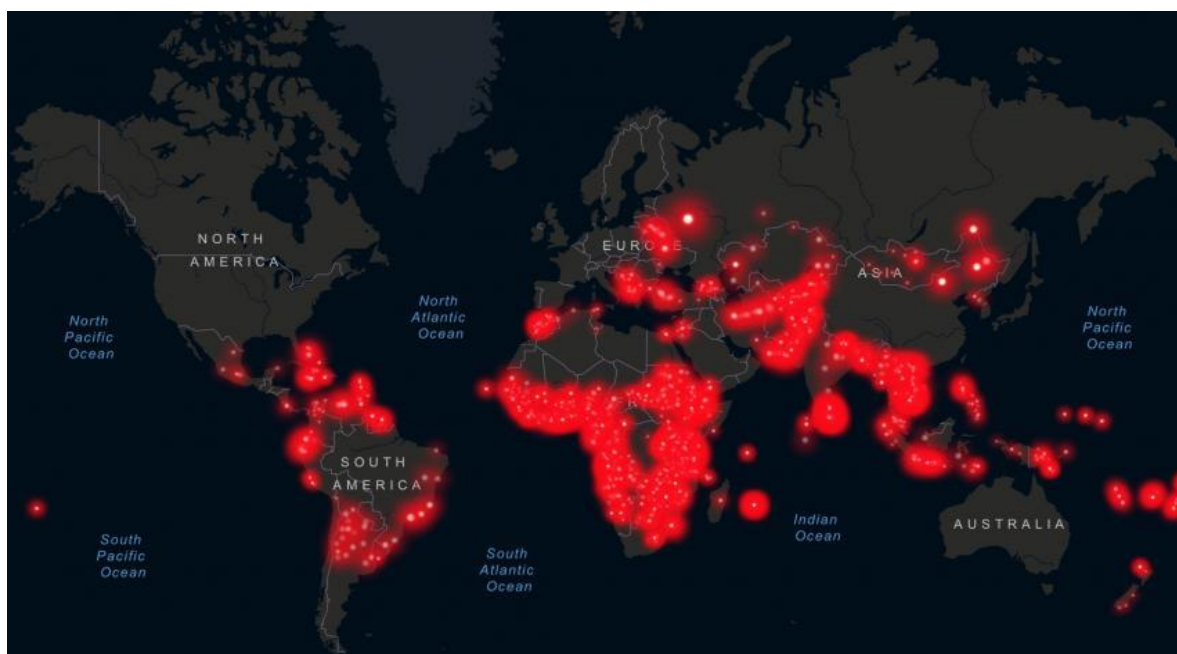 NORTH
AMERICA
EUROPE
ASIA
North
Pacific
Ocean
North
Atlantic
Ocean
North
Pacific
Ocean
SOUTH
AMERICA
South
Pacific
Ocean
South
Atlantic
Ocean
Indian
Ocean
AUSTRALIA